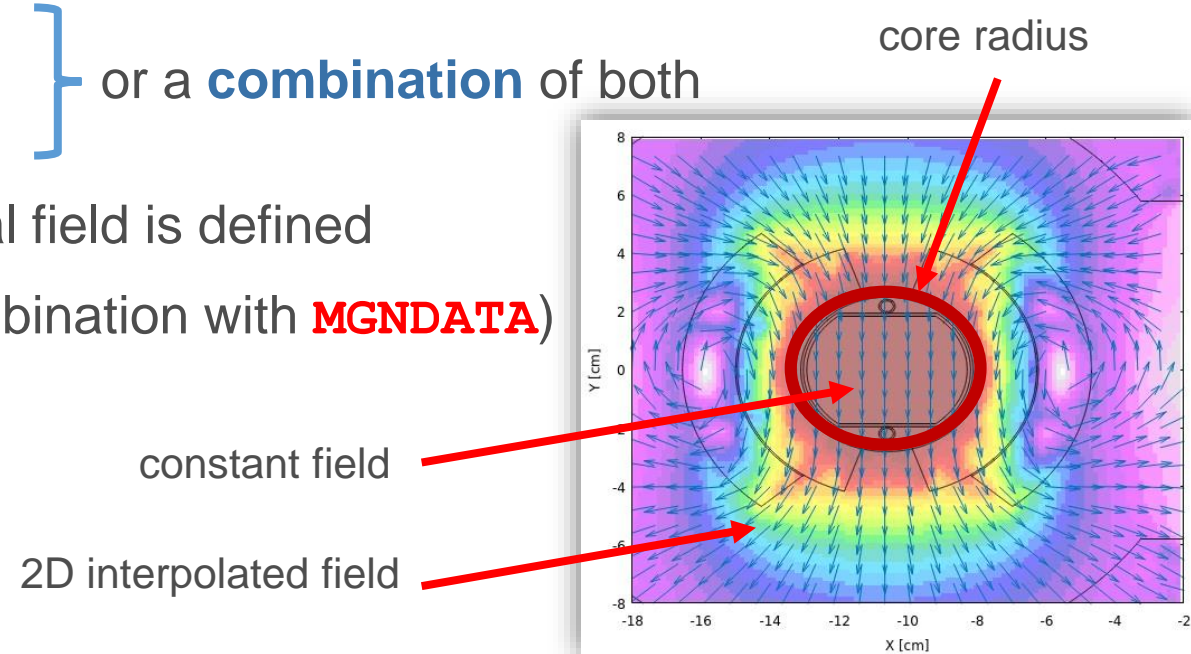 core radius
or a combination of both
al field is defined
bination with MGNDATA)
constant field
2D interpolated field
8
6
4
2
0
-4
-8
Y [cm]
-18 -16 -14 -12 -10 -8 -6 -4 -2
X [cm]